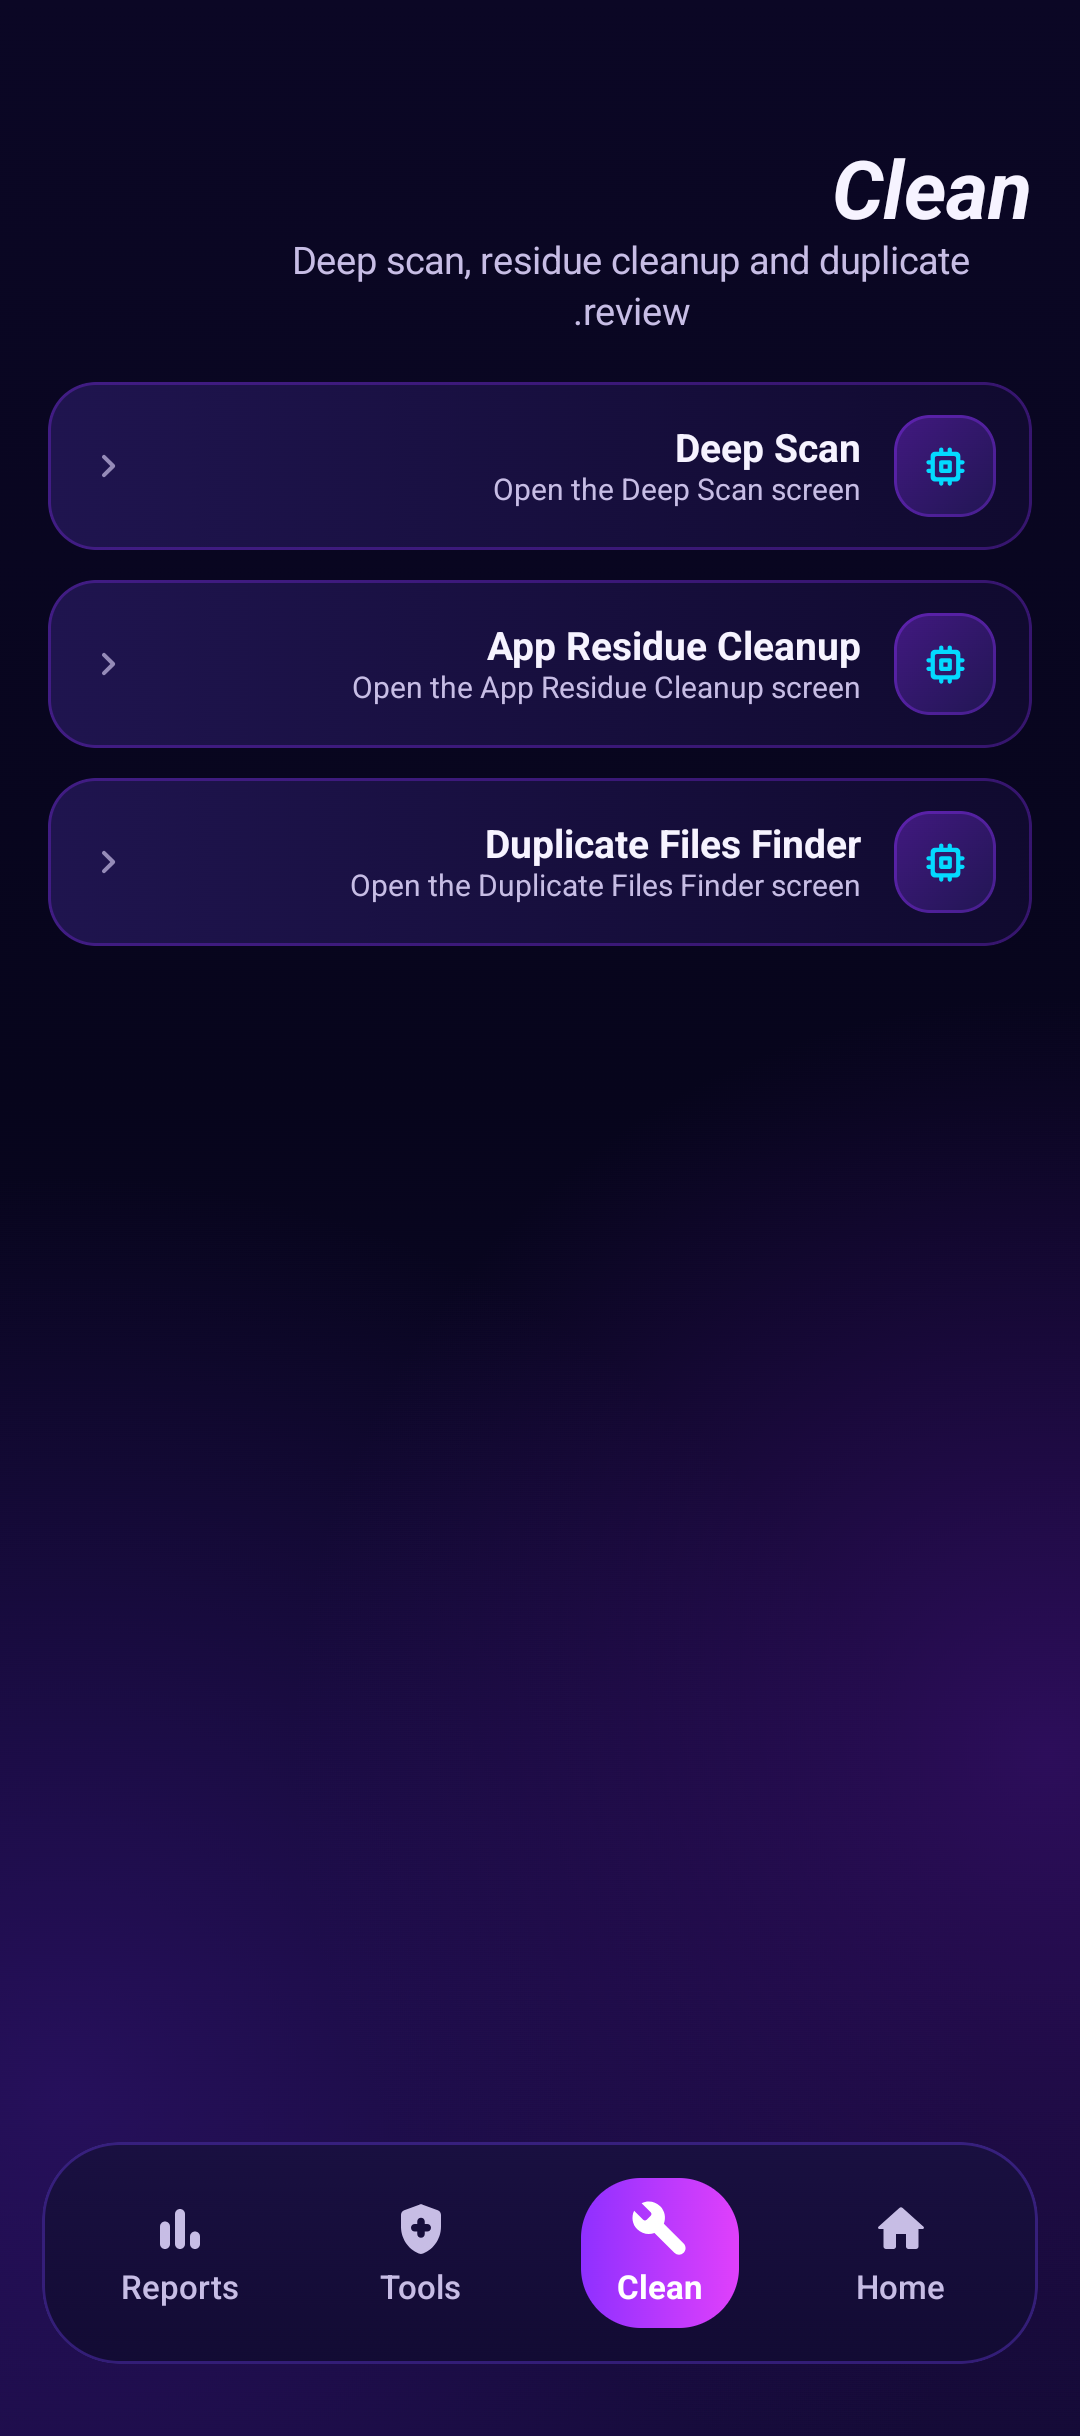 Clean
Deep scan, residue cleanup and duplicate
.review
Deep Scan
Open the Deep Scan screen
App Residue Cleanup
Open the App Residue Cleanup screen
Duplicate Files Finder
Open the Duplicate Files Finder screen
Reports
Tools
Clean
Home